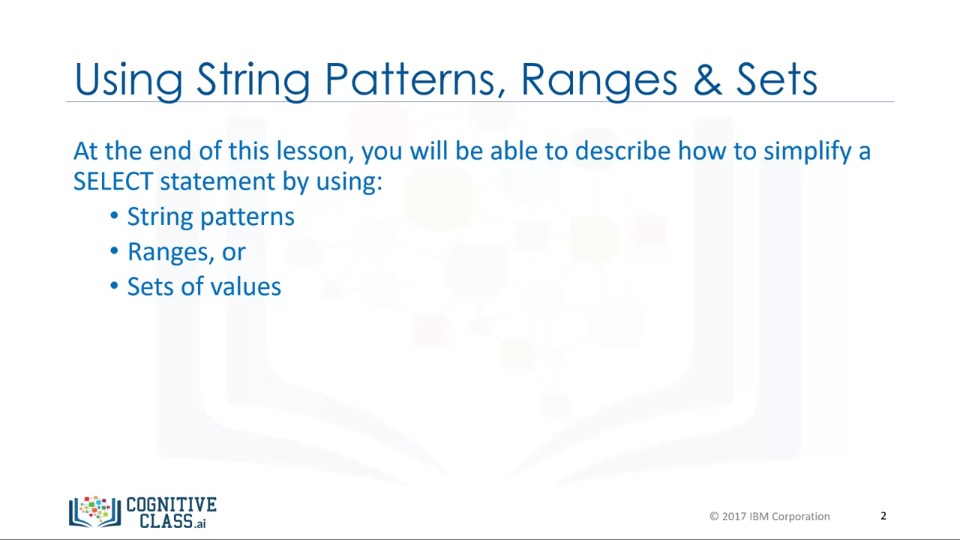 Using String Patterns, Ranges & Sets
At the end of this lesson, you will be able to describe how to simplify a
SELECT statement by using:
• String patterns
• Ranges, or
• Sets of values
COGNITIVE
CLASS.ai
© 2017 IBM Corporation
2